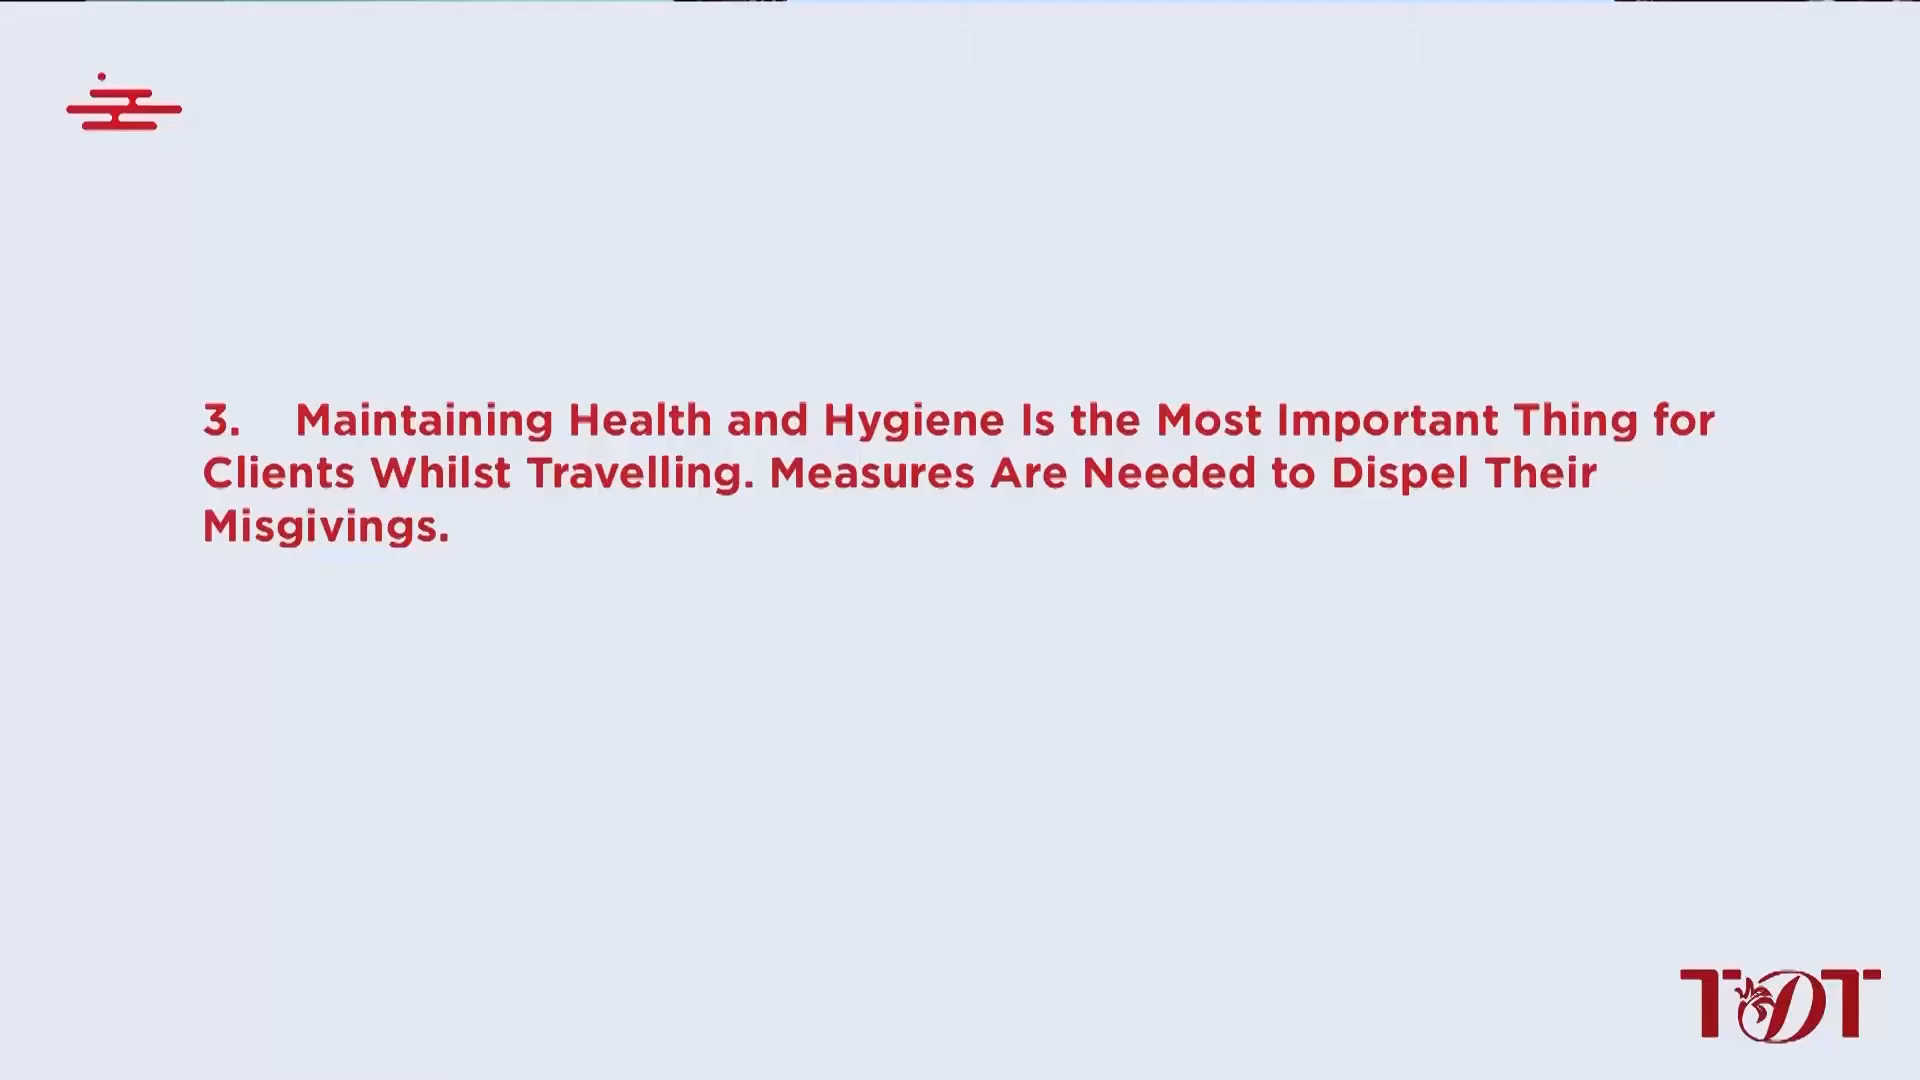 3. Maintaining Health and Hygiene Is the Most Important Thing for
Clients Whilst Travelling. Measures Are Needed to Dispel Their
Misgivings.
TDT